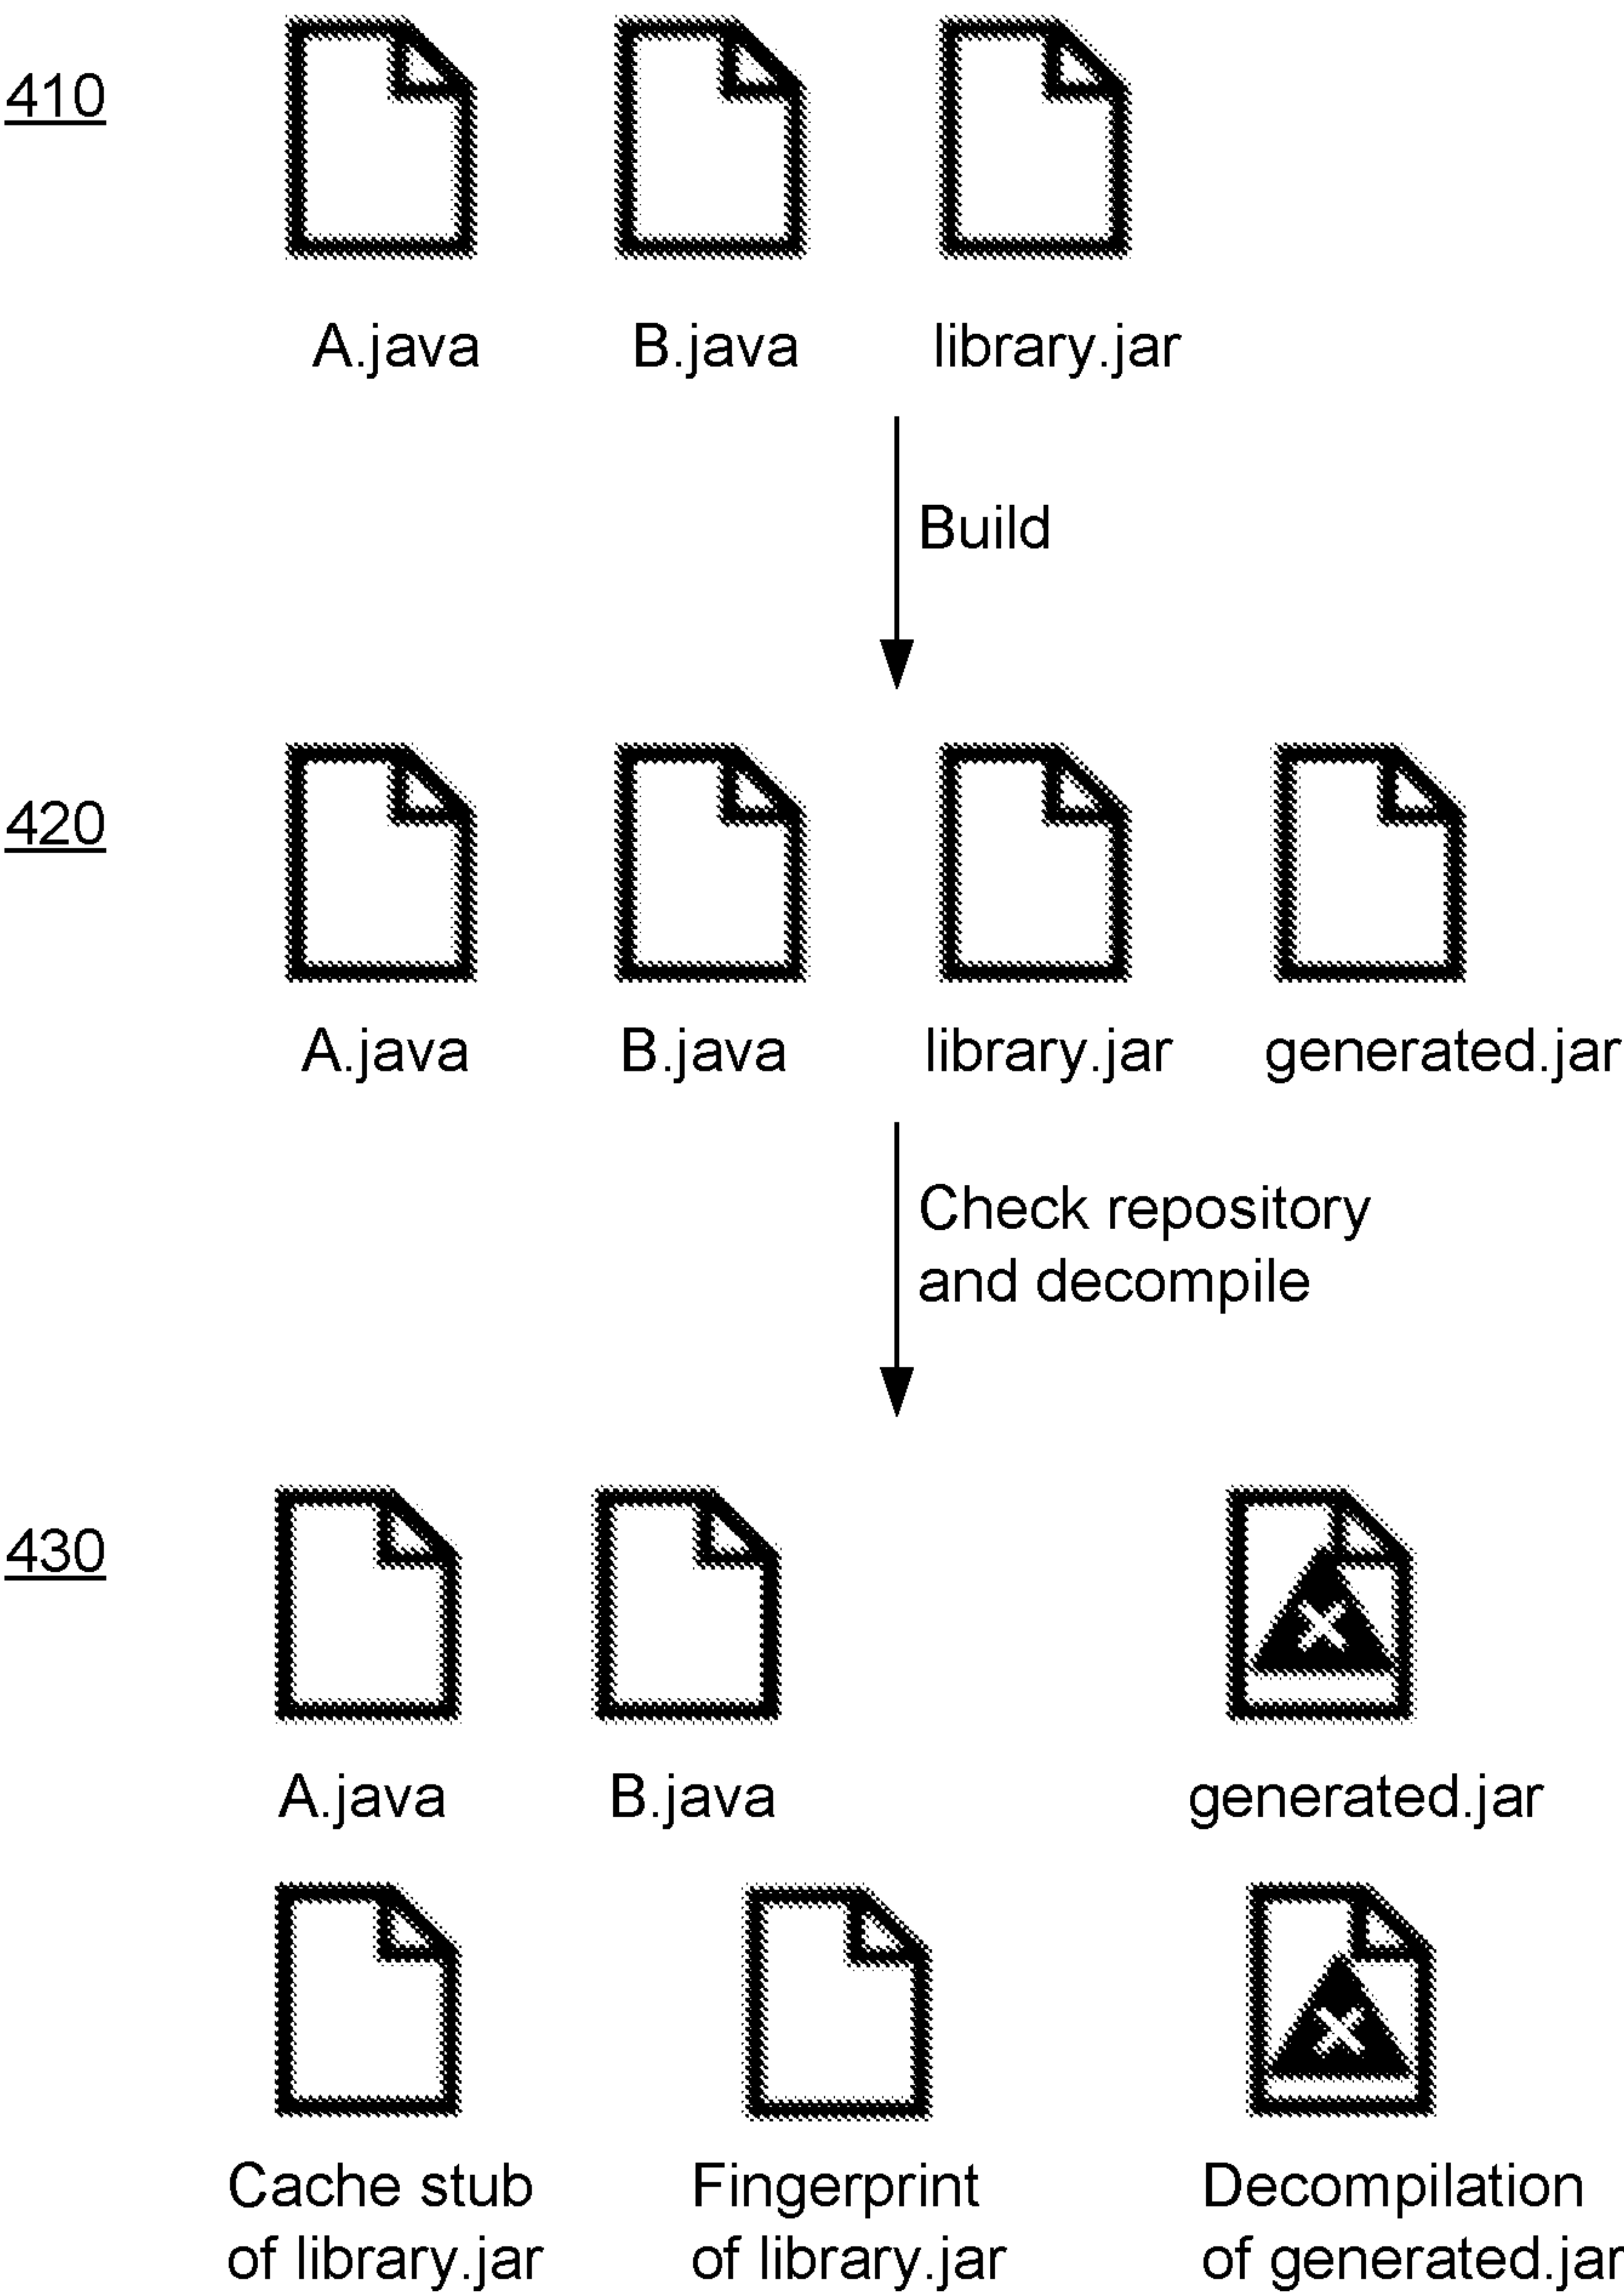 410
A.java
B.java
library.jar
Build
420
A.java
B.java
library.jar
generated.jar
Check repository
and decompile
430
A.java
B.java
generated.jar
Cache stub
of library.jar
Fingerprint
of library.jar
Decompilation
of generated.jar